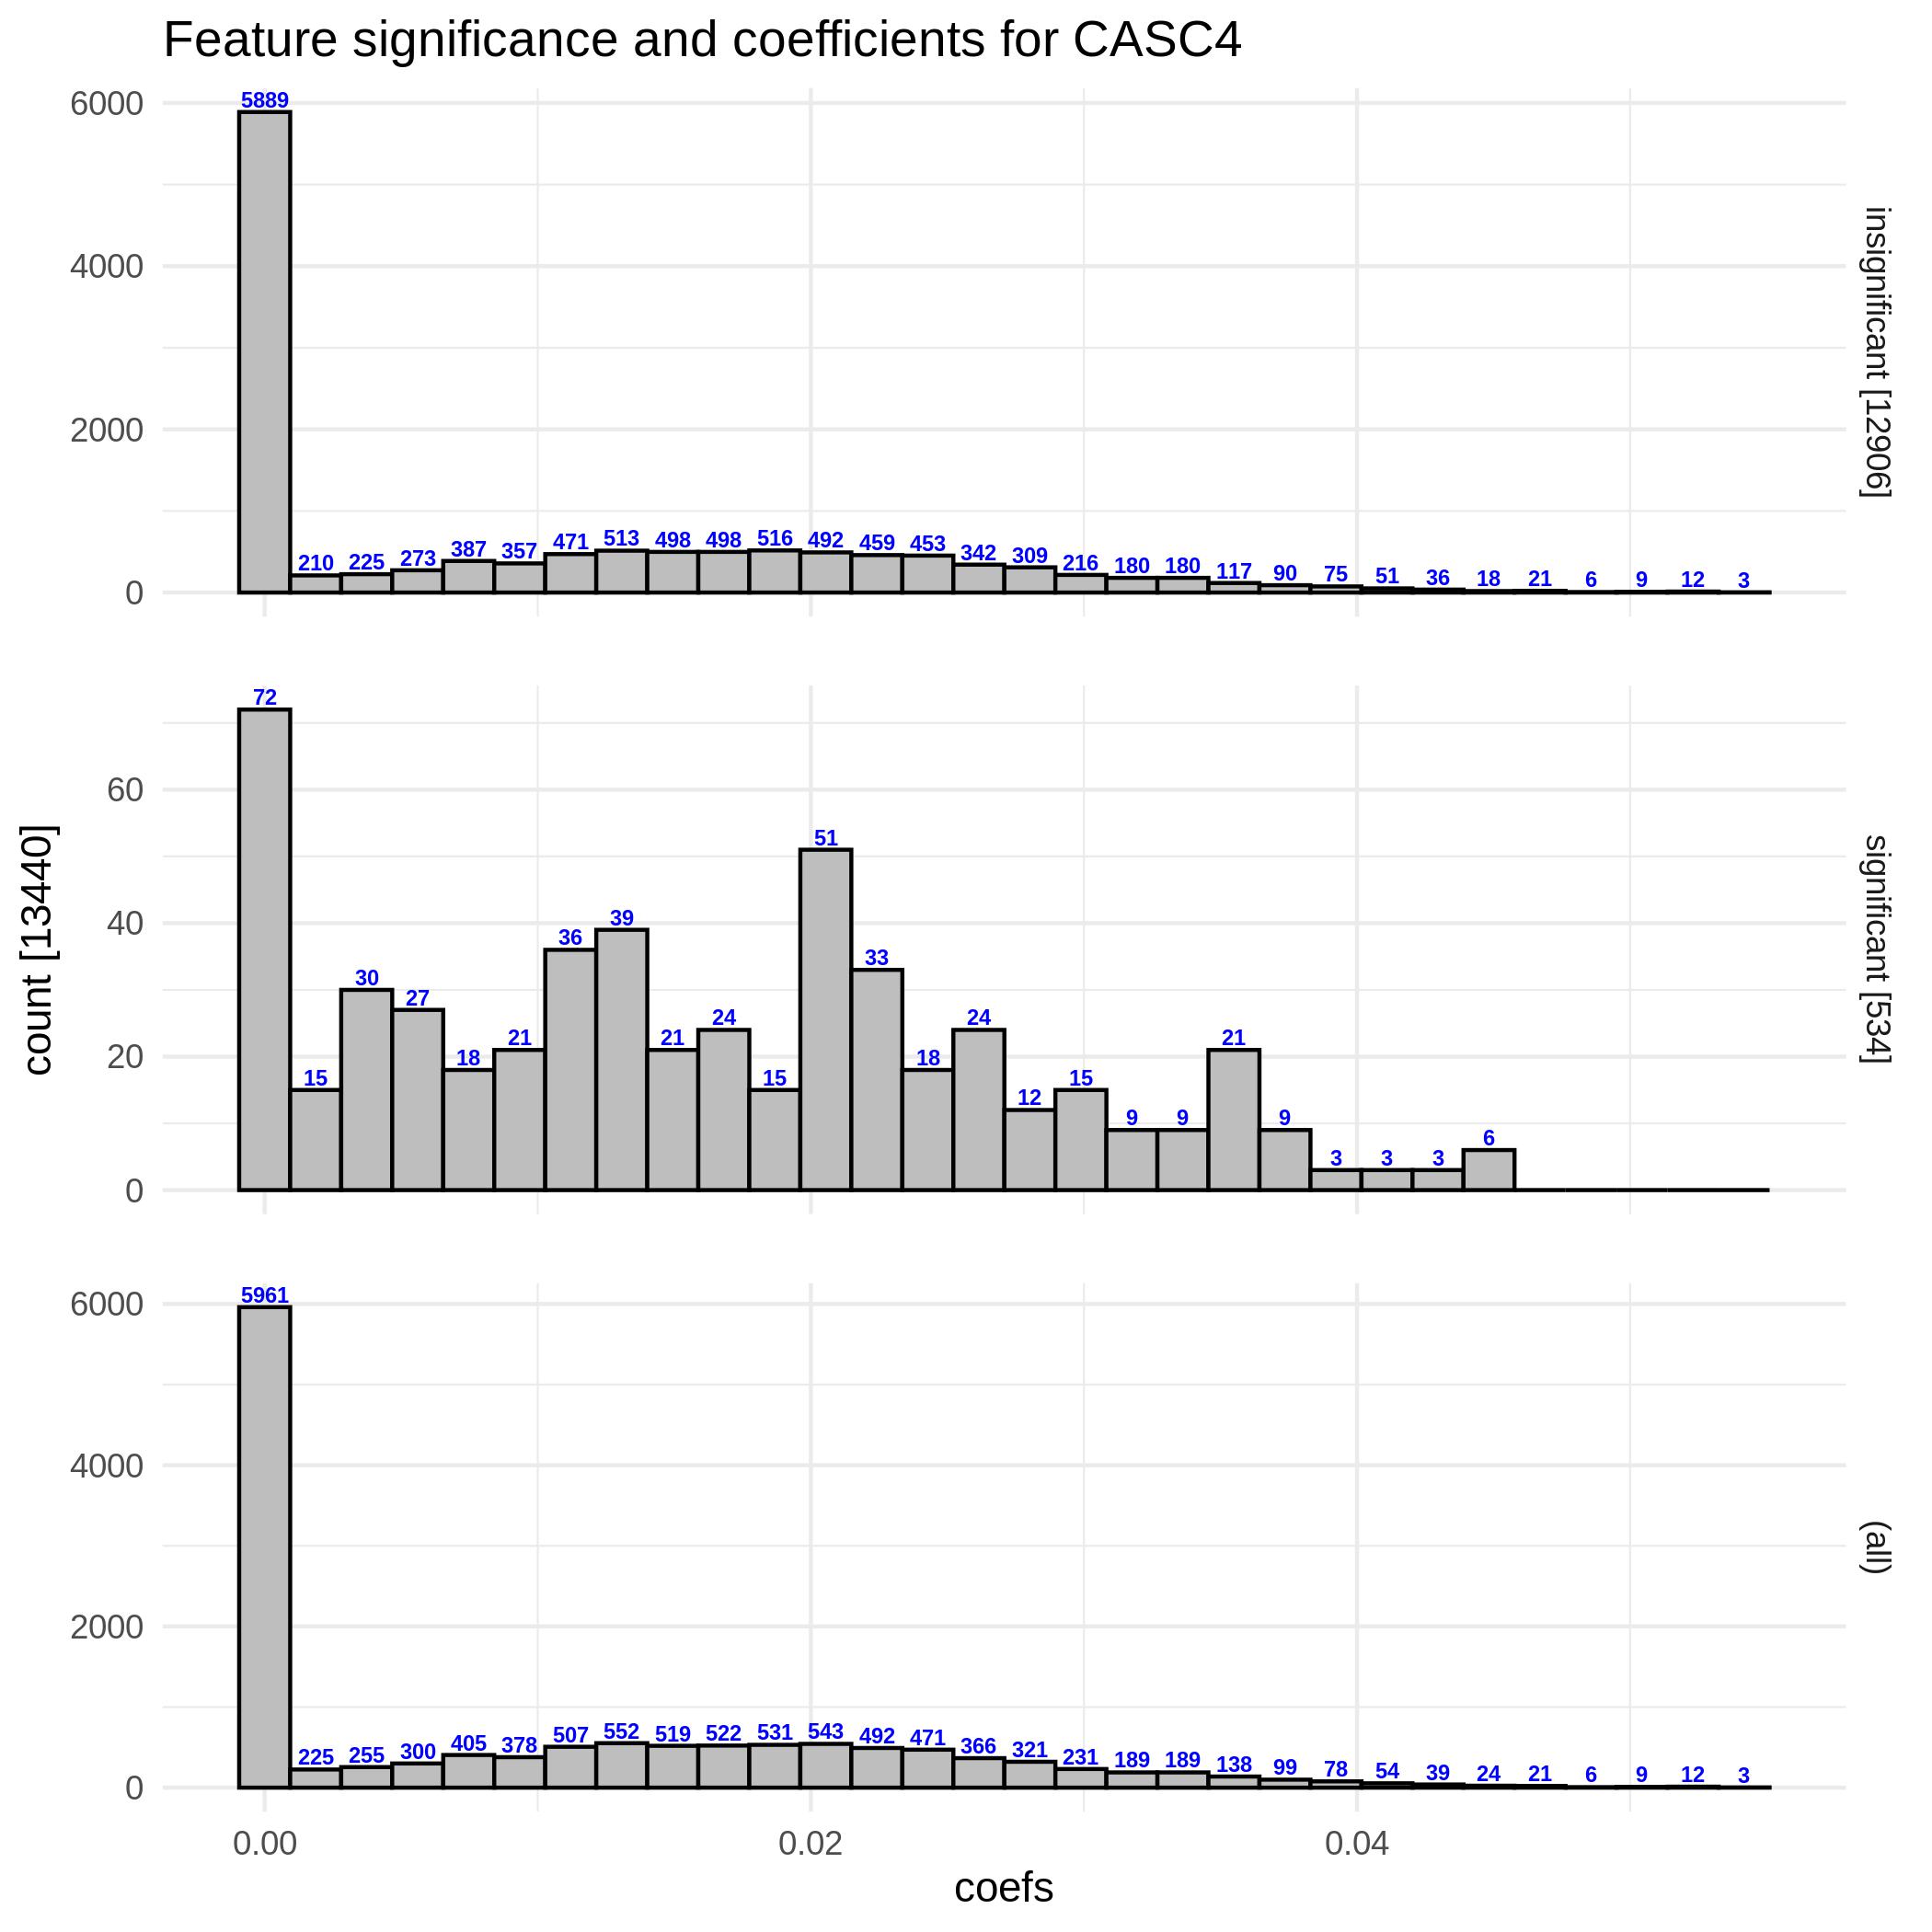 Feature significance and coefficients for CASC4
6000
4000
2000
0
5889
210 225 273 387 357 471 513 498 498 516 492 459 453 342 309 216 180 180 117 90 75 51 36 18 21 6 9 12 3
insignificant [12906]
count [13440]
60
40
20
0
72 15 30 27 18 21 36 39 21 24 15 51 33 18 24 12 15 9 9 21 9 3 3 3 6
significant [534]
6000
4000
2000
0
5961
225 255 300 405 378 507 552 519 522 531 543 492 471 366 321 231 189 189 138 99 78 54 39 24 21 6 9 12 3
(all)
0.00 0.02 0.04
coefs